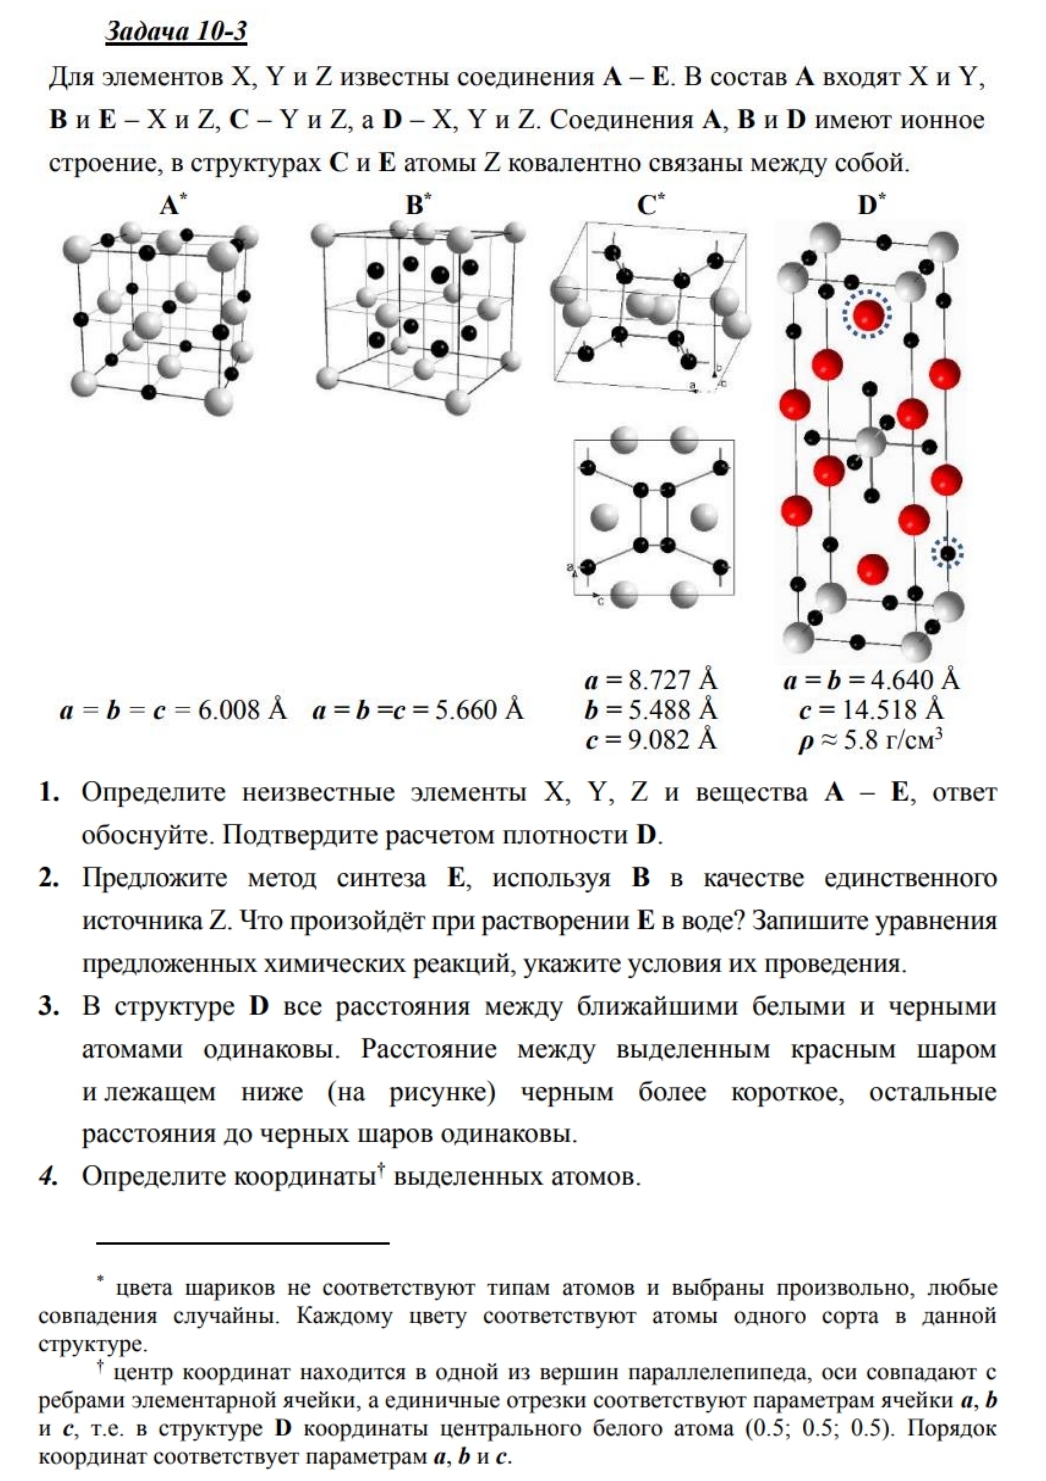 Задача 10-3
Для элементов X, Y и Z известны соединения A – E. В состав A входят X и Y,
B и E – X и Z, C – Y и Z, а D – X, Y и Z. Соединения A, B и D имеют ионное
строение, в структурах C и E атомы Z ковалентно связаны между собой.
A* B* C* D*
b
a c
a
c
a = b = c = 6.008 Å a = b =c = 5.660 Å
a = 8.727 Å
b = 5.488 Å
c = 9.082 Å
a = b = 4.640 Å
c = 14.518 Å
ρ ≈ 5.8 г/см³
1. Определите неизвестные элементы X, Y, Z и вещества A – E, ответ
обоснуйте. Подтвердите расчетом плотности D.
2. Предложите метод синтеза E, используя B в качестве единственного
источника Z. Что произойдёт при растворении E в воде? Запишите уравнения
предложенных химических реакций, укажите условия их проведения.
3. В структуре D все расстояния между ближайшими белыми и черными
атомами одинаковы. Расстояние между выделенным красным шаром
и лежащем ниже (на рисунке) черным более короткое, остальные
расстояния до черных шаров одинаковы.
4. Определите координаты† выделенных атомов.
* цвета шариков не соответствуют типам атомов и выбраны произвольно, любые
совпадения случайны. Каждому цвету соответствуют атомы одного сорта в данной
структуре.
† центр координат находится в одной из вершин параллелепипеда, оси совпадают с
ребрами элементарной ячейки, а единичные отрезки соответствуют параметрам ячейки a, b
и c, т.е. в структуре D координаты центрального белого атома (0.5; 0.5; 0.5). Порядок
координат соответствует параметрам a, b и c.